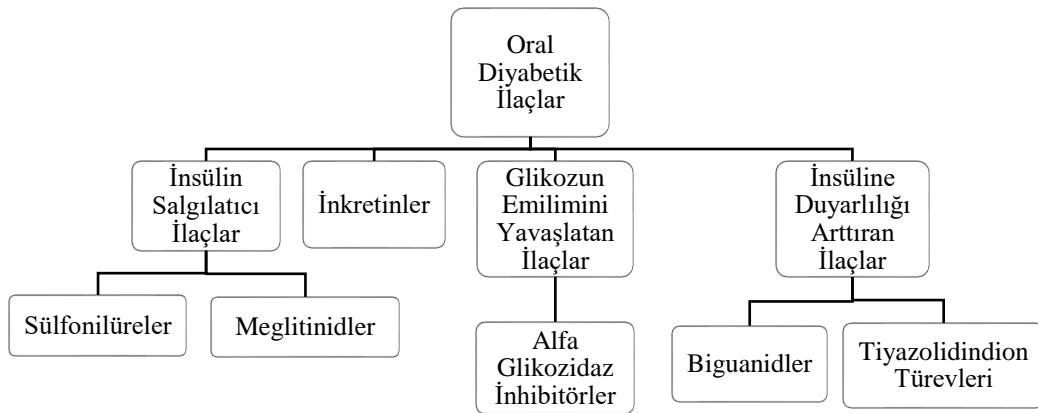 Oral
Diyabetik
İlaçlar
İnsülin
Salgılatıcı
İlaçlar
İnkretinler
Glikozun
Emilimini
Yavaşlatan
İlaçlar
İnsüline
Duyarlılığı
Arttıran
İlaçlar
Sülfonilüreler
Meglitinidler
Alfa
Glikozidaz
İnhibitörler
Biguanidler
Tiyazolidindion
Türevleri